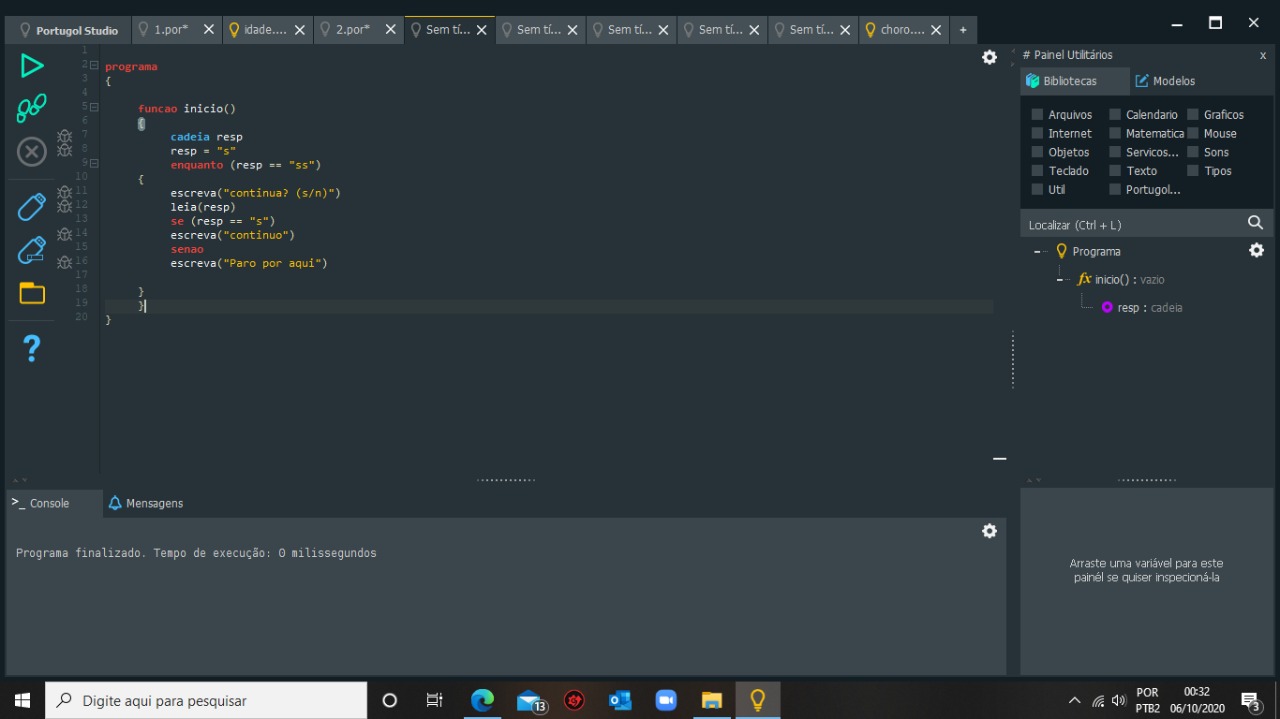 Portugol Studio 1.por* idade.... 2.por* Sem tí... Sem tí... Sem tí... Sem tí... Sem tí... choro.... +
# Painel Utilitários x
Bibliotecas Modelos
Arquivos Calendario Graficos
Internet Matematica Mouse
Objetos Servicos... Sons
Teclado Texto Tipos
Util Portugol...
Localizar (Ctrl + L)
Programa
fx inicio() : vazio
resp : cadeia
1
2 programa
3 {
4
5 funcao inicio()
6 {
7 cadeia resp
8 resp = "s"
9 enquanto (resp == "ss")
10 {
11 escreva("continua? (s/n)")
12 leia(resp)
13 se (resp == "s")
14 escreva("continuo")
15 senao
16 escreva("Paro por aqui")
17
18 }
19 }
20 }
?
>_ Console Mensagens
Programa finalizado. Tempo de execução: 0 milissegundos
Arraste uma variável para este
painél se quiser inspecioná-la
Digite aqui para pesquisar
13
POR 00:32
PTB2 06/10/2020
3